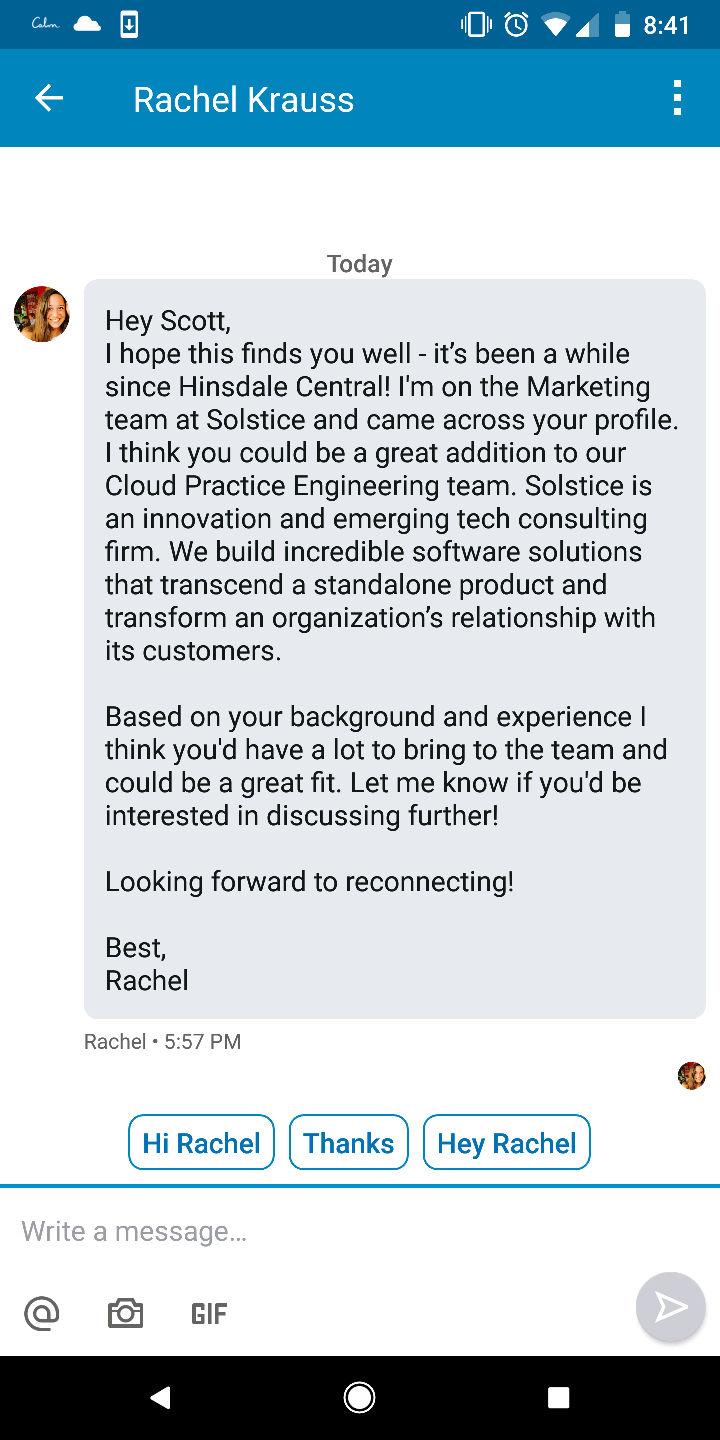 Calm 8:41
Rachel Krauss
Today
Hey Scott,
I hope this finds you well - it’s been a while
since Hinsdale Central! I'm on the Marketing
team at Solstice and came across your profile.
I think you could be a great addition to our
Cloud Practice Engineering team. Solstice is
an innovation and emerging tech consulting
firm. We build incredible software solutions
that transcend a standalone product and
transform an organization’s relationship with
its customers.
Based on your background and experience I
think you'd have a lot to bring to the team and
could be a great fit. Let me know if you'd be
interested in discussing further!
Looking forward to reconnecting!
Best,
Rachel
Rachel • 5:57 PM
Hi Rachel Thanks Hey Rachel
Write a message…
@ GIF